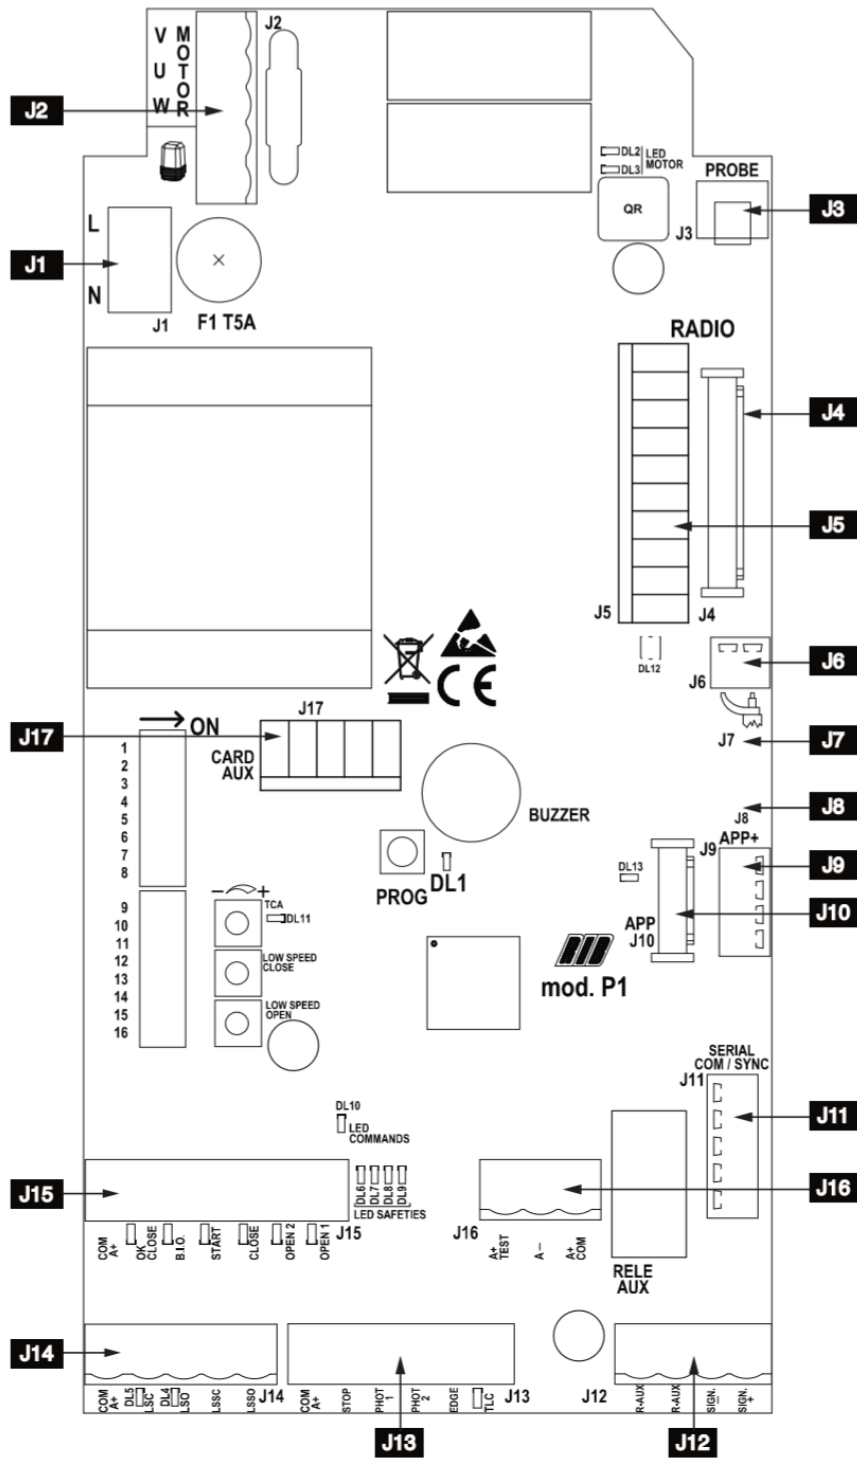 J2
V
U
W
MOTOR
J2
DL2
DL3
LED
MOTOR
PROBE
QR
J3
J3
L
N
J1
J1
F1 T5A
RADIO
J4
J5
J5
J4
DL12
J6
J6
J7
J7
J8
J8
J17
ON
J17
CARD
AUX
1
2
3
4
5
6
7
8
9
10
11
12
13
14
15
16
BUZZER
PROG
DL1
- +
TCA
DL11
LOW SPEED
CLOSE
LOW SPEED
OPEN
CE
DL13
J9
APP+
J9
APP
J10
J10
RIB
mod. P1
SERIAL
COM / SYNC
J11
J11
DL10
LED
COMMANDS
DL6
DL7
DL8
DL9
LED SAFETIES
J15
J15
COM
A+
OK
CLOSE
B.I.O.
START
CLOSE
OPEN 2
OPEN 1
J16
J16
A+
TEST
A–
A+
COM
RELE
AUX
J14
J14
COM
A+
DL5
LSC
DL4
LSO
LSSC
LSSO
J13
COM
A+
STOP
PHOT
1
PHOT
2
EDGE
TLC
J13
J12
R-AUX
R-AUX
SIGN.
–
SIGN.
+
J12